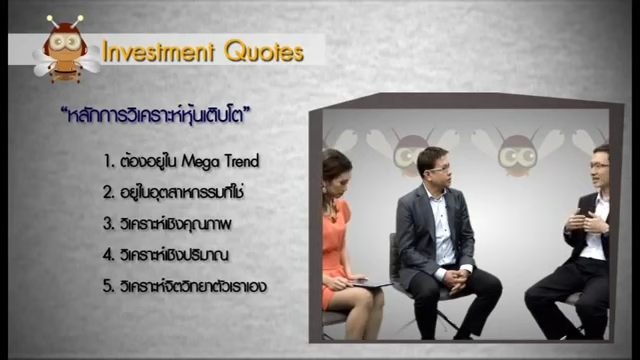 Investment Quotes
“หลักการวิเคราะห์หุ้นเติบโต”
1. ต้องอยู่ใน Mega Trend
2. อยู่ในอุตสาหกรรมที่ใช่
3. วิเคราะห์เชิงคุณภาพ
4. วิเคราะห์เชิงปริมาณ
5. วิเคราะห์จิตวิทยาตัวเราเอง